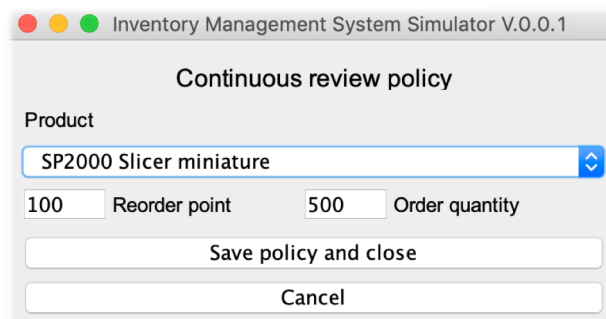 Inventory Management System Simulator V.0.0.1
Continuous review policy
Product
SP2000 Slicer miniature
100 Reorder point 500 Order quantity
Save policy and close
Cancel